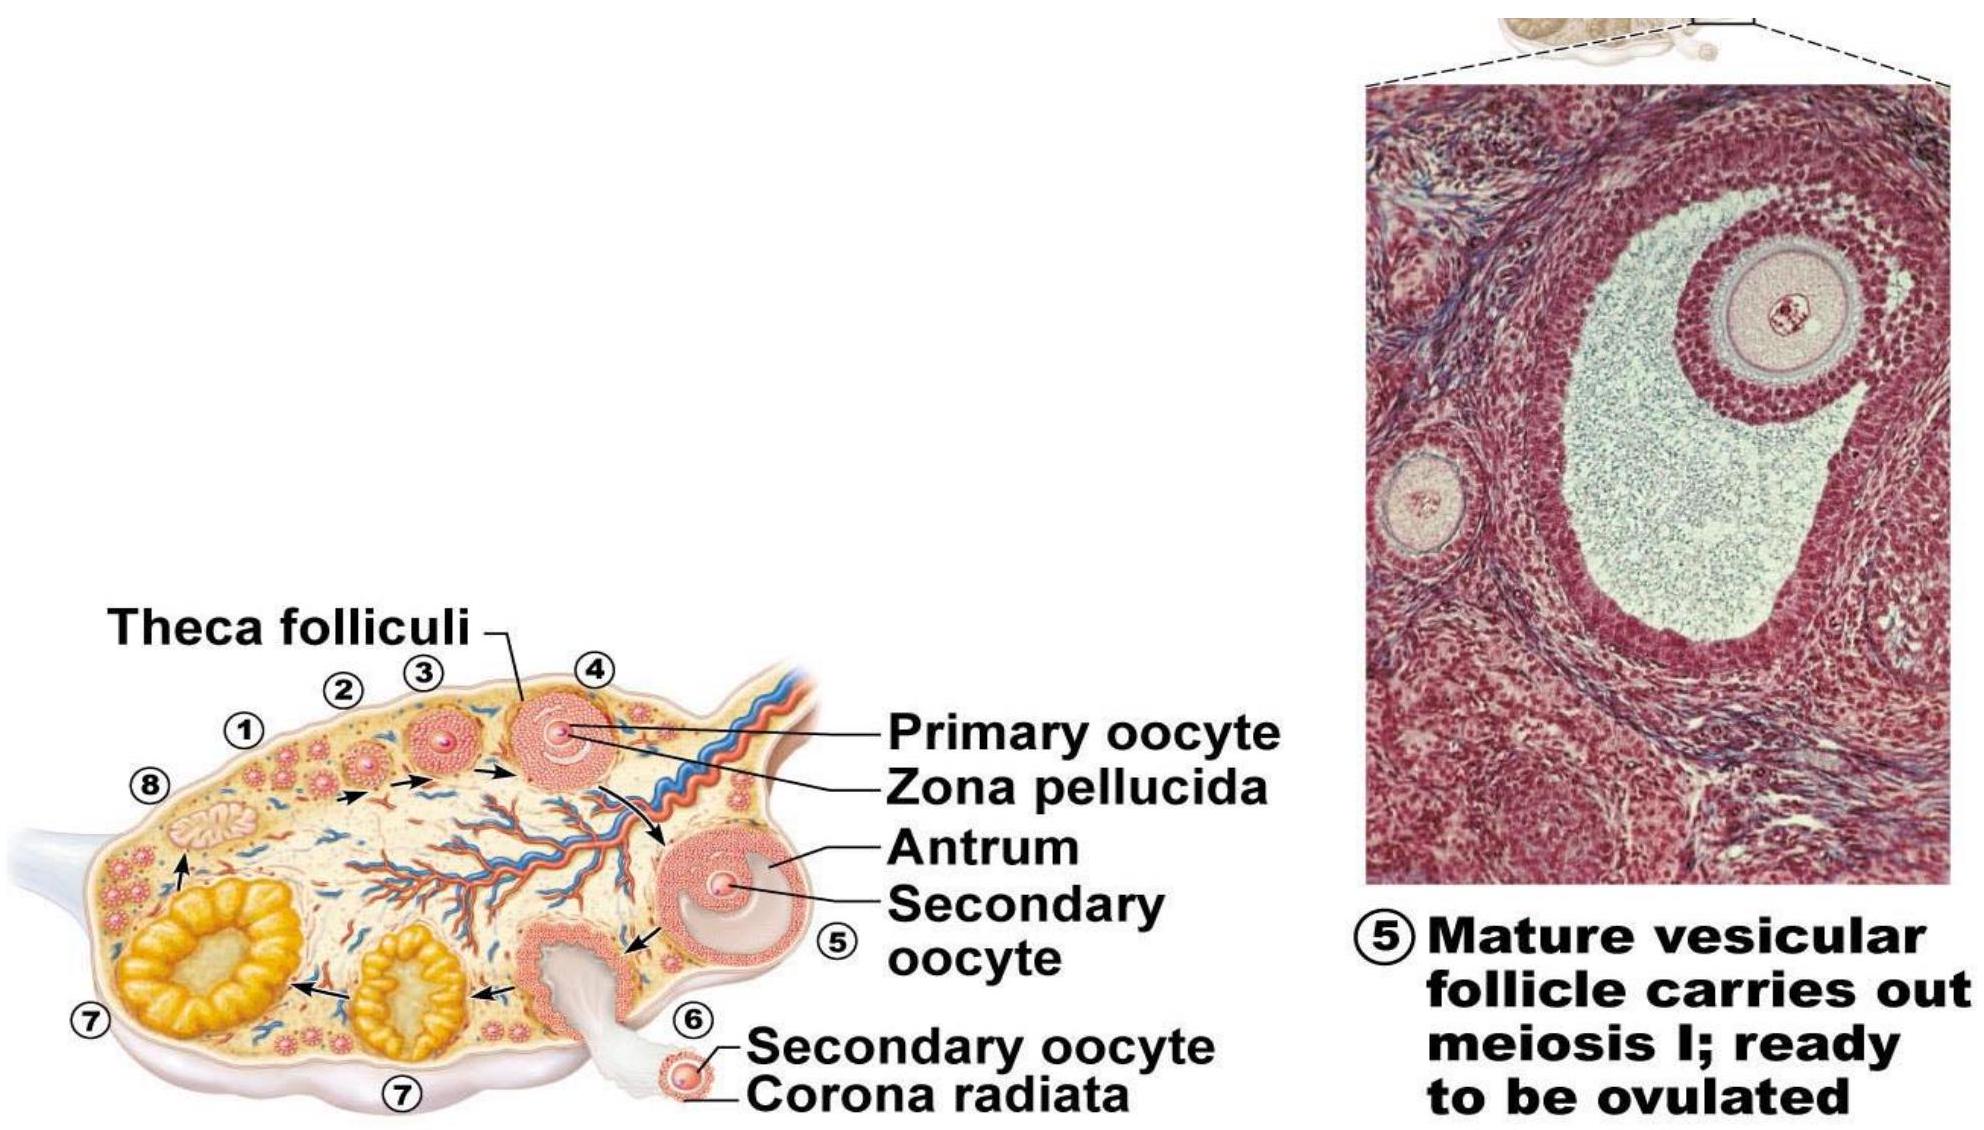 Theca folliculi
③
④
②
①
⑧
Primary oocyte
Zona pellucida
Antrum
Secondary
oocyte
⑤
⑥
⑦
Secondary oocyte
Corona radiata
⑦
⑤ Mature vesicular
follicle carries out
meiosis I; ready
to be ovulated